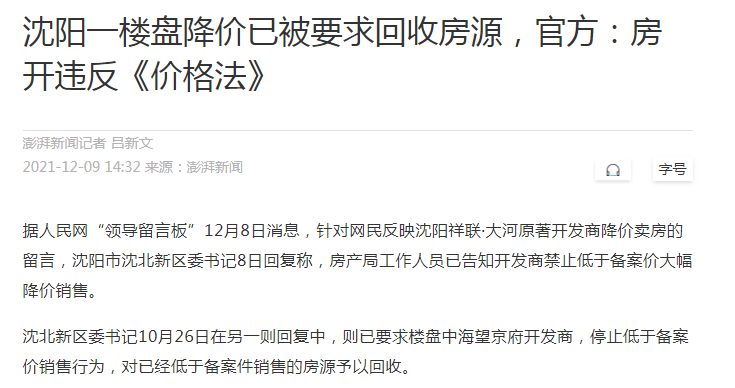 沈阳一楼盘降价已被要求回收房源，官方：房
开违反《价格法》
澎湃新闻记者 吕新文
2021-12-09 14:32 来源：澎湃新闻
字号
据人民网“领导留言板”12月8日消息，针对网民反映沈阳祥联·大河原著开发商降价卖房的
留言，沈阳市沈北新区委书记8日回复称，房产局工作人员已告知开发商禁止低于备案价大幅
降价销售。
沈北新区委书记10月26日在另一则回复中，则已要求楼盘中海望京府开发商，停止低于备案
价销售行为，对已经低于备案件销售的房源予以回收。